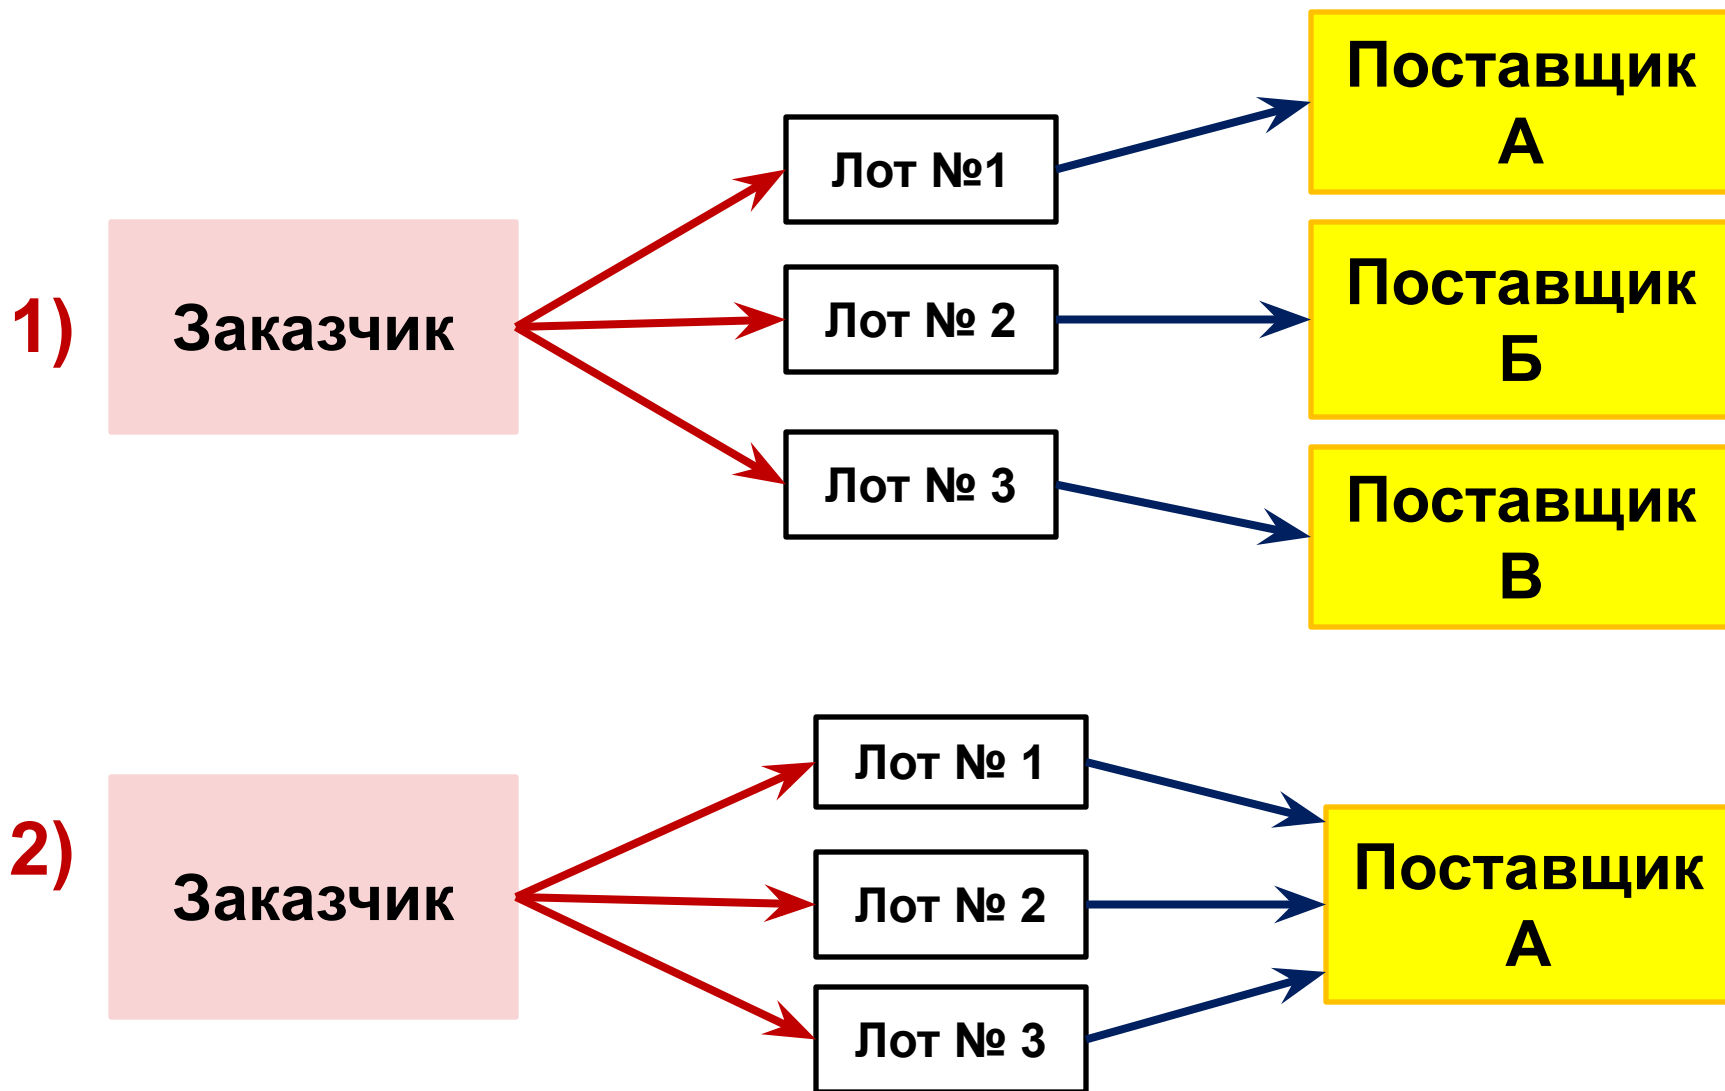 1)
Заказчик
Лот №1
Лот № 2
Лот № 3
Поставщик
А
Поставщик
Б
Поставщик
В
2)
Заказчик
Лот № 1
Лот № 2
Лот № 3
Поставщик
А